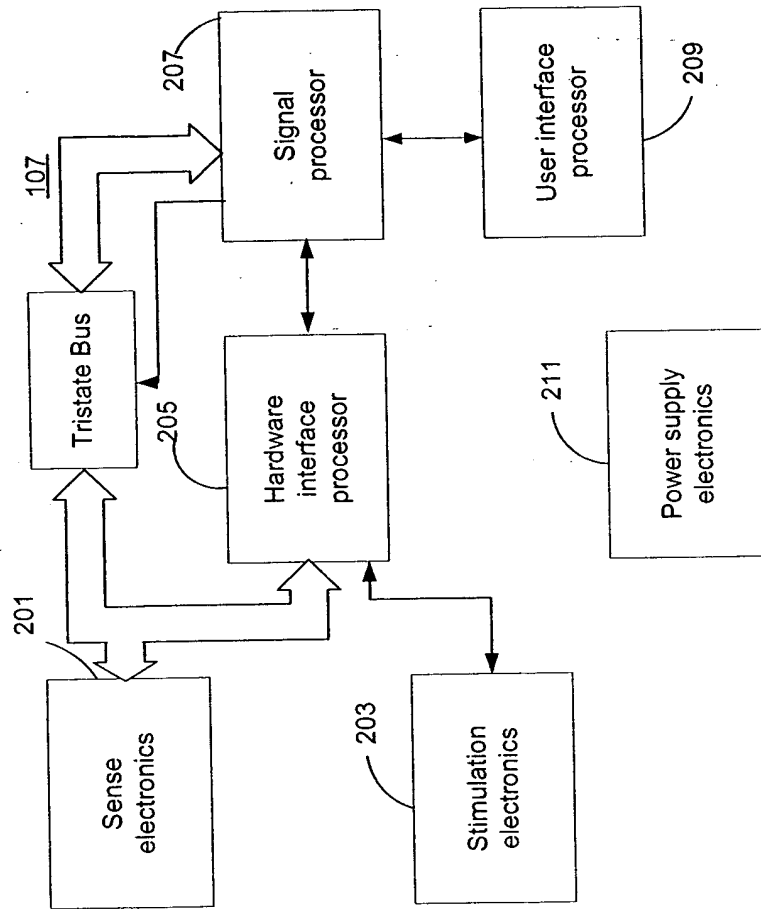 107
201
Sense
electronics
Tristate Bus
207
Signal
processor
205
Hardware
interface
processor
203
Stimulation
electronics
User interface
processor
209
211
Power supply
electronics